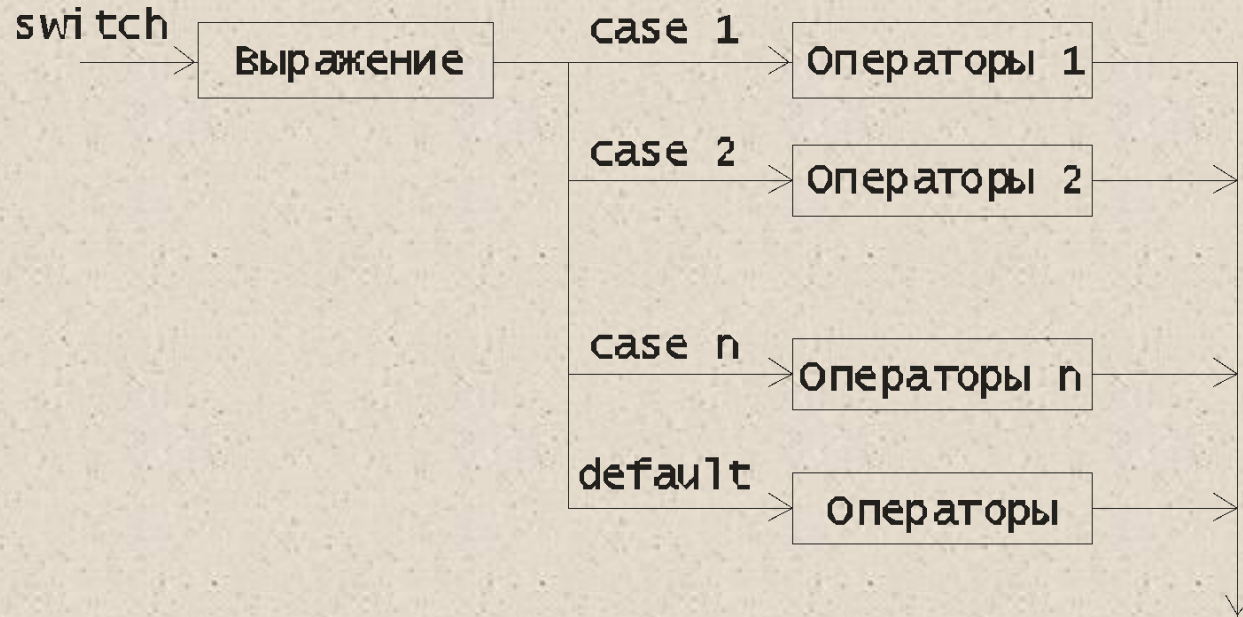 switch
Выражение
case 1
Операторы 1
case 2
Операторы 2
case n
Операторы n
default
Операторы